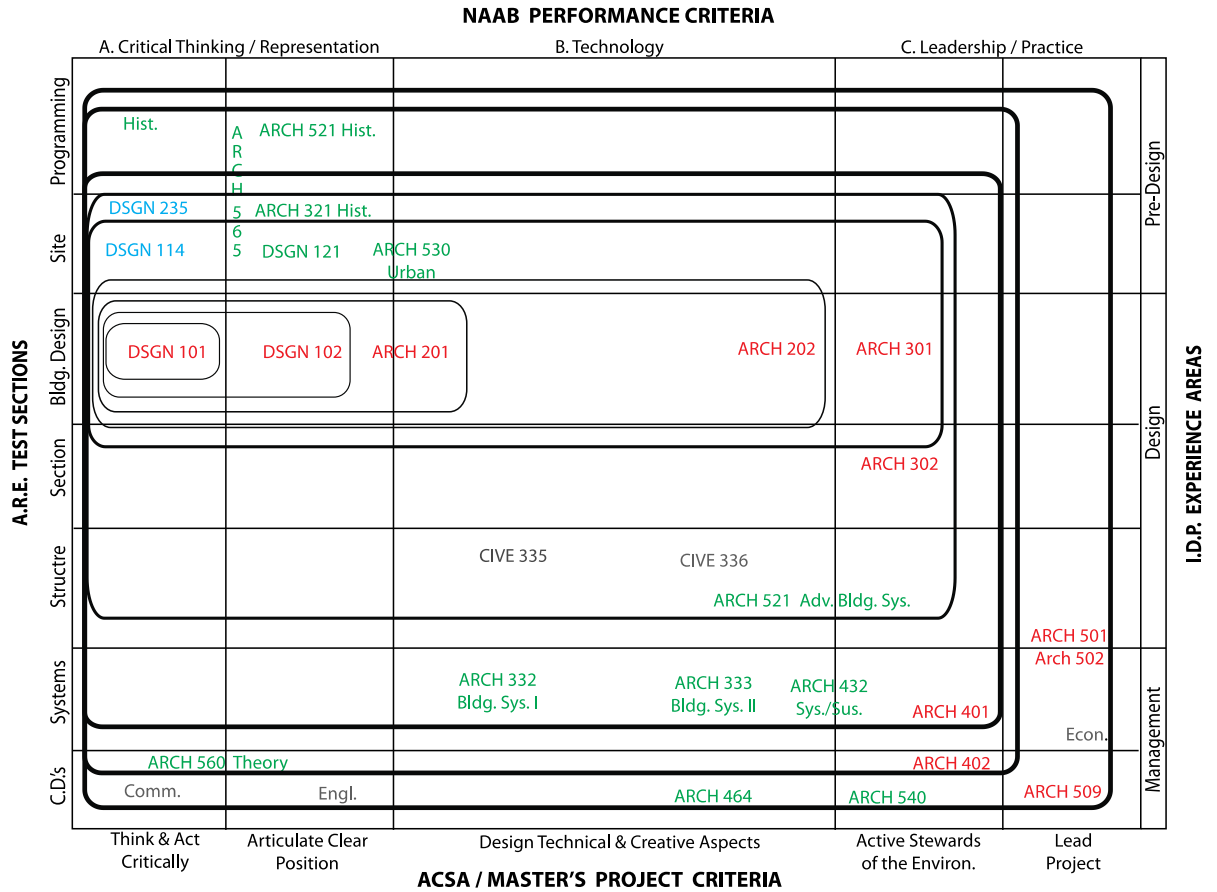 NAAB PERFORMANCE CRITERIA
A. Critical Thinking / Representation
B. Technology
C. Leadership / Practice
A.R.E. TEST SECTIONS
Programming
Site
Bldg. Design
Section
Structre
Systems
C.D.'s
Hist.
ARCH 565
ARCH 521 Hist.
DSGN 235
ARCH 321 Hist.
DSGN 114
DSGN 121
ARCH 530
Urban
DSGN 101
DSGN 102
ARCH 201
ARCH 202
ARCH 301
ARCH 302
CIVE 335
CIVE 336
ARCH 521 Adv. Bldg. Sys.
ARCH 501
Arch 502
ARCH 332
Bldg. Sys. I
ARCH 333
Bldg. Sys. II
ARCH 432
Sys./Sus.
ARCH 401
Econ.
ARCH 560 Theory
ARCH 402
Comm.
Engl.
ARCH 464
ARCH 540
ARCH 509
Pre-Design
Design
Management
I.D.P. EXPERIENCE AREAS
Think & Act
Critically
Articulate Clear
Position
Design Technical & Creative Aspects
Active Stewards
of the Environ.
Lead
Project
ACSA / MASTER'S PROJECT CRITERIA